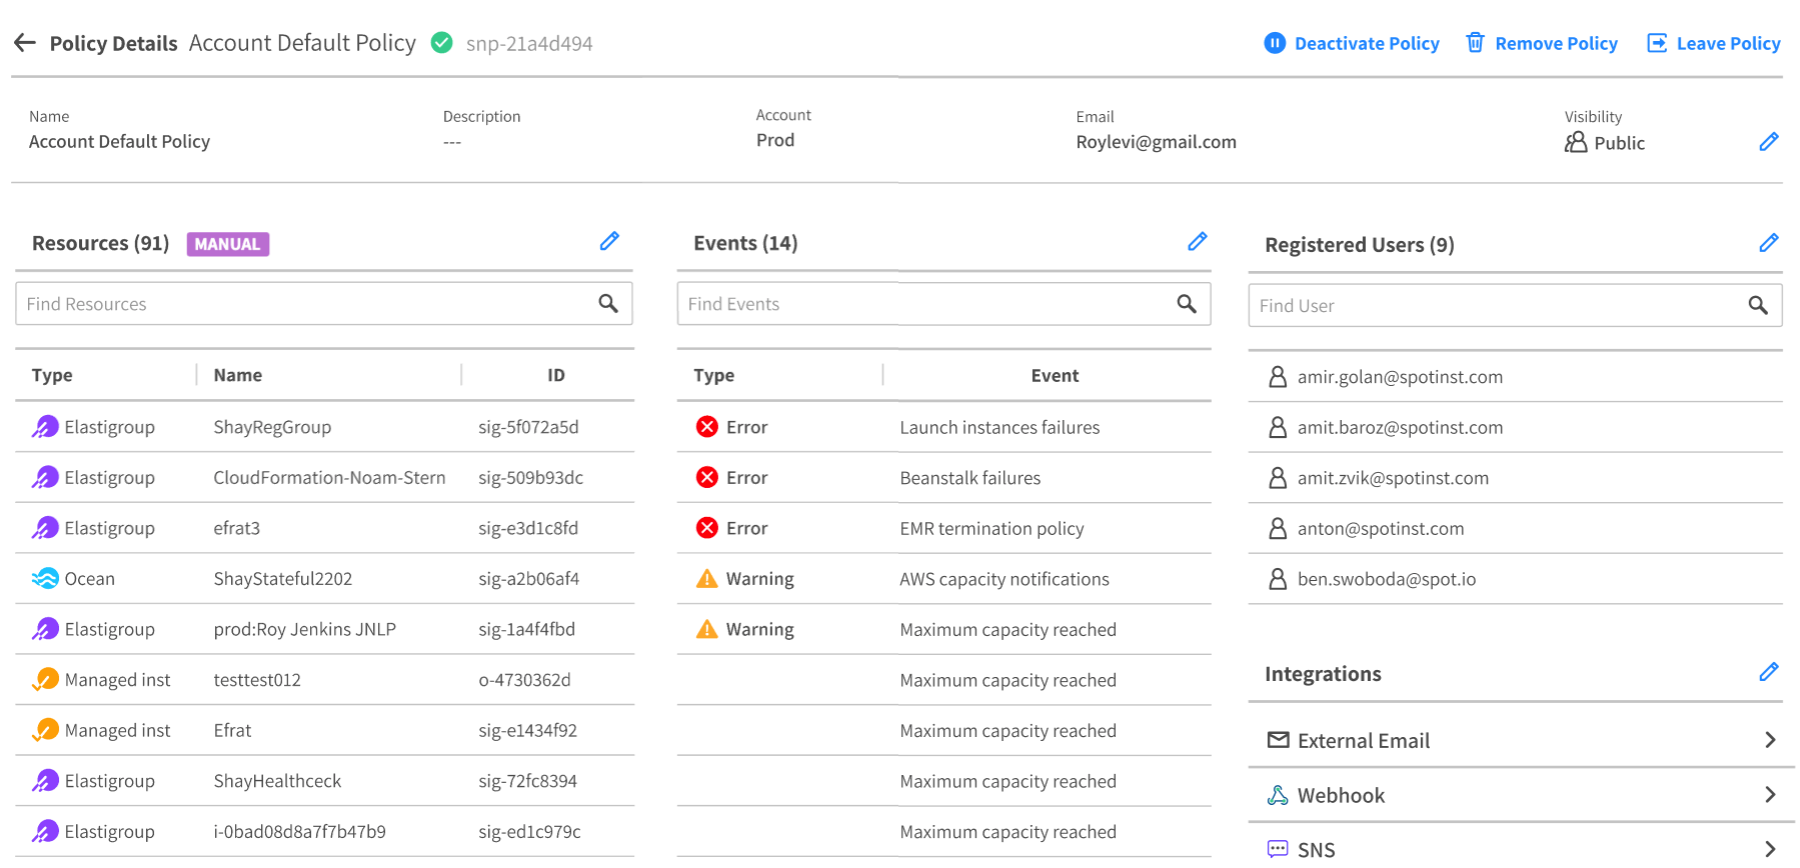 Policy Details Account Default Policy snp-21a4d494 Deactivate Policy Remove Policy Leave Policy
Name Description Account Email Visibility
Account Default Policy --- Prod Roylevi@gmail.com Public
Resources (91) MANUAL
Find Resources
Type Name ID
Elastigroup ShayRegGroup sig-5f072a5d
Elastigroup CloudFormation-Noam-Stern sig-509b93dc
Elastigroup efrat3 sig-e3d1c8fd
Ocean ShayStateful2202 sig-a2b06af4
Elastigroup prod:Roy Jenkins JNLP sig-1a4f4fbd
Managed inst testtest012 o-4730362d
Managed inst Efrat sig-e1434f92
Elastigroup ShayHealthceck sig-72fc8394
Elastigroup i-0bad08d8a7f7b47b9 sig-ed1c979c
Events (14)
Find Events
Type Event
Error Launch instances failures
Error Beanstalk failures
Error EMR termination policy
Warning AWS capacity notifications
Warning Maximum capacity reached
Maximum capacity reached
Maximum capacity reached
Maximum capacity reached
Maximum capacity reached
Registered Users (9)
Find User
amir.golan@spotinst.com
amit.baroz@spotinst.com
amit.zvik@spotinst.com
anton@spotinst.com
ben.swoboda@spot.io
Integrations
External Email
Webhook
SNS